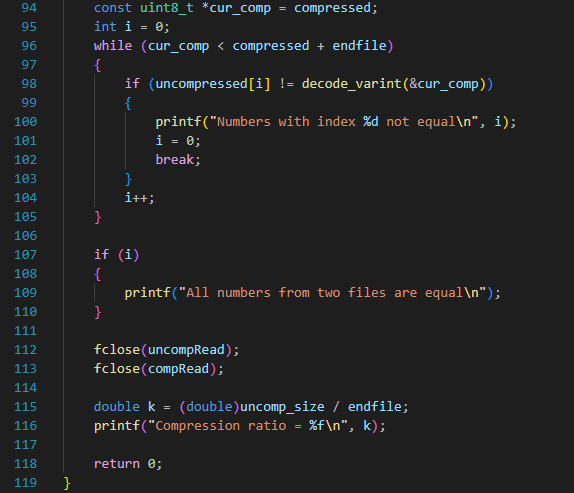 94 const uint8_t *cur_comp = compressed;
95 int i = 0;
96 while (cur_comp < compressed + endfile)
97 {
98 if (uncompressed[i] != decode_varint(&cur_comp))
99 {
100 printf("Numbers with index %d not equal\n", i);
101 i = 0;
102 break;
103 }
104 i++;
105 }
106
107 if (i)
108 {
109 printf("All numbers from two files are equal\n");
110 }
111
112 fclose(uncompRead);
113 fclose(compRead);
114
115 double k = (double)uncomp_size / endfile;
116 printf("Compression ratio = %f\n", k);
117
118 return 0;
119 }